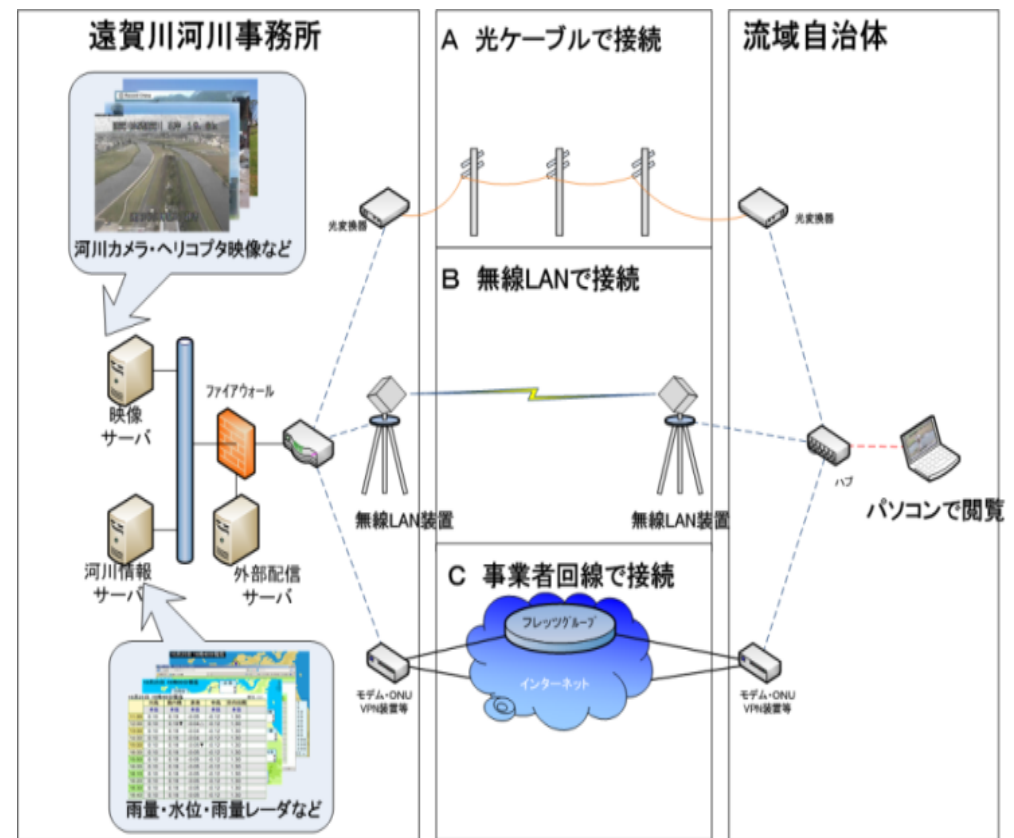 遠賀川河川事務所
A 光ケーブルで接続
流域自治体
河川カメラ・ヘリコプタ映像など
光変換器
光変換器
B 無線LANで接続
映像
サーバ
ファイアウォール
無線LAN装置
無線LAN装置
ハブ
パソコンで閲覧
河川情報
サーバ
外部配信
サーバ
C 事業者回線で接続
フレッツグループ
インターネット
モデム・ONU
VPN装置等
モデム・ONU
VPN装置等
雨量・水位・雨量レーダなど